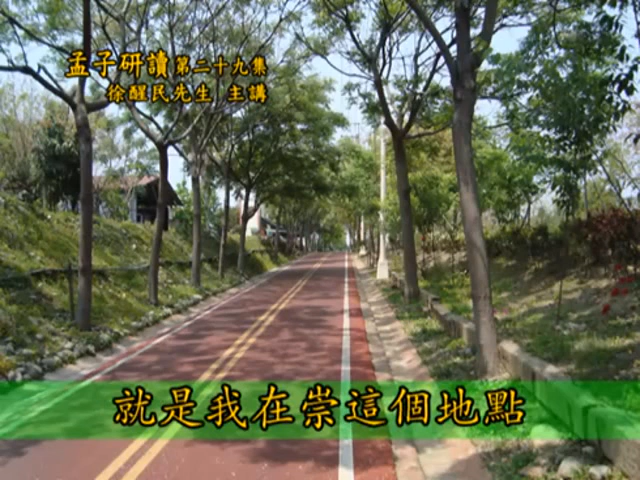 孟子研讀 第二十九集
徐醒民先生 主講
就是我在崇這個地點